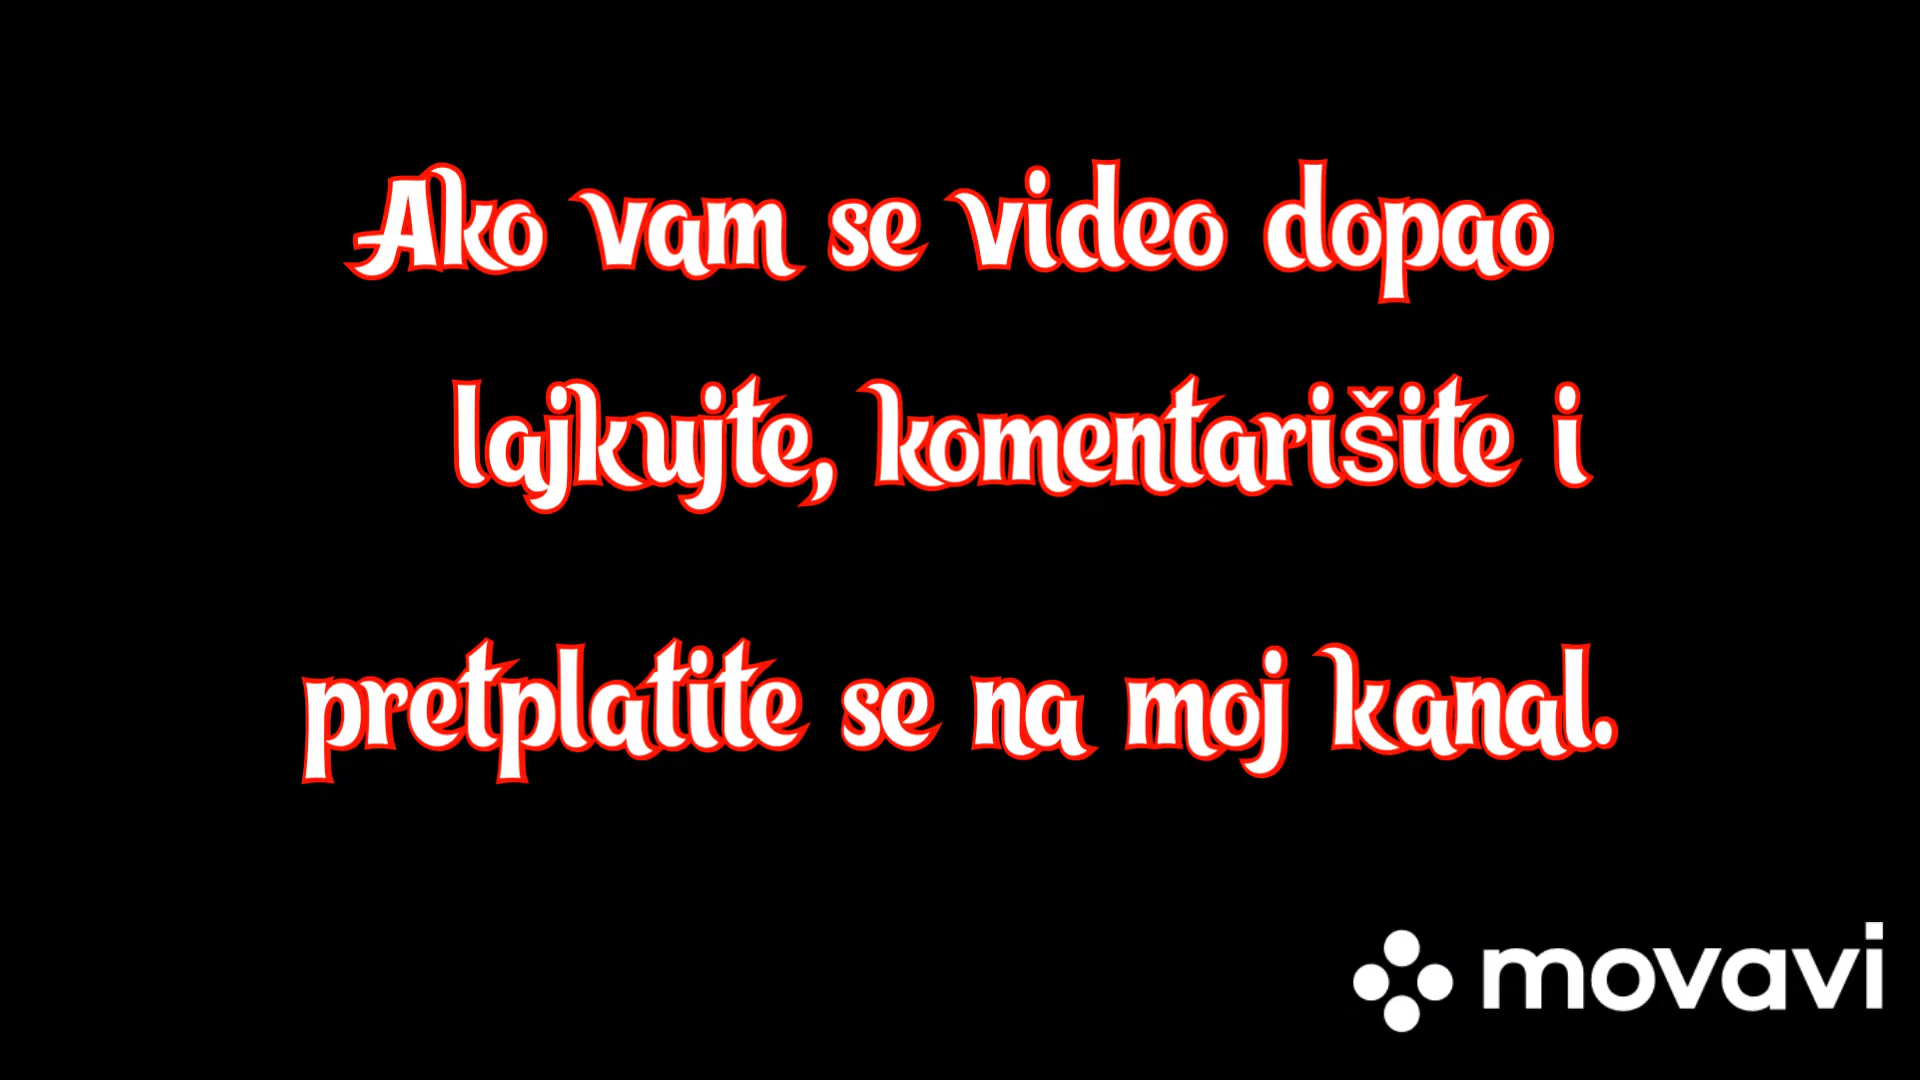 Ako vam se video dopao
lajkujte, komentarišite i
pretplatite se na moj kanal.
movavi